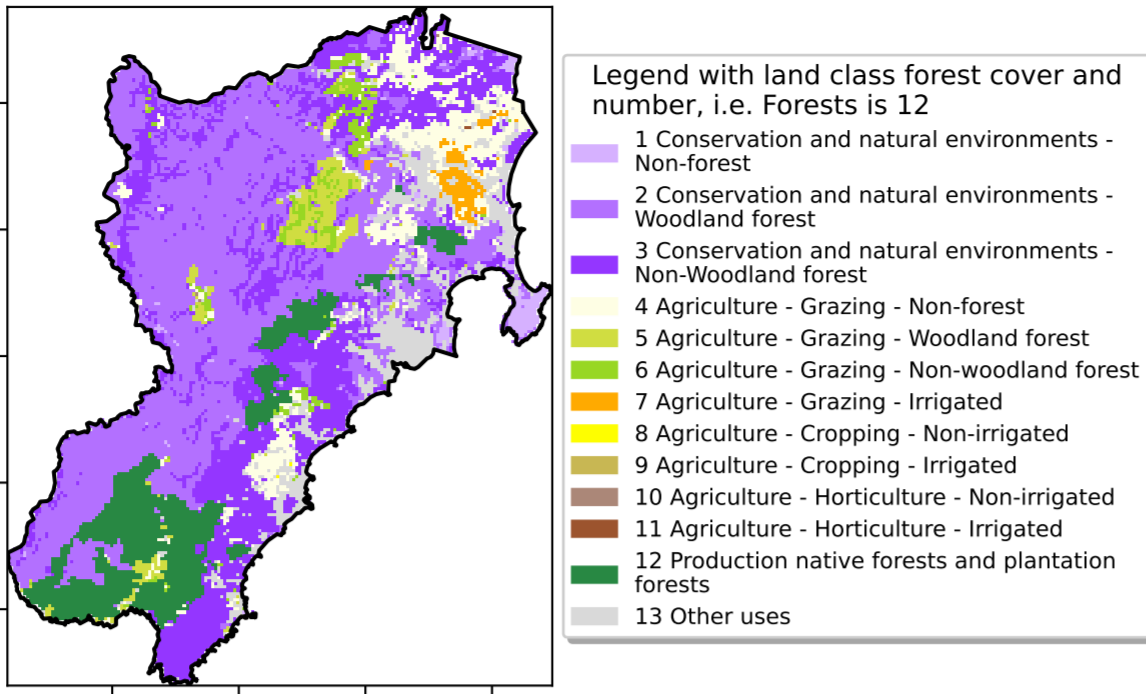 Legend with land class forest cover and
number, i.e. Forests is 12
1 Conservation and natural environments -
Non-forest
2 Conservation and natural environments -
Woodland forest
3 Conservation and natural environments -
Non-Woodland forest
4 Agriculture - Grazing - Non-forest
5 Agriculture - Grazing - Woodland forest
6 Agriculture - Grazing - Non-woodland forest
7 Agriculture - Grazing - Irrigated
8 Agriculture - Cropping - Non-irrigated
9 Agriculture - Cropping - Irrigated
10 Agriculture - Horticulture - Non-irrigated
11 Agriculture - Horticulture - Irrigated
12 Production native forests and plantation
forests
13 Other uses